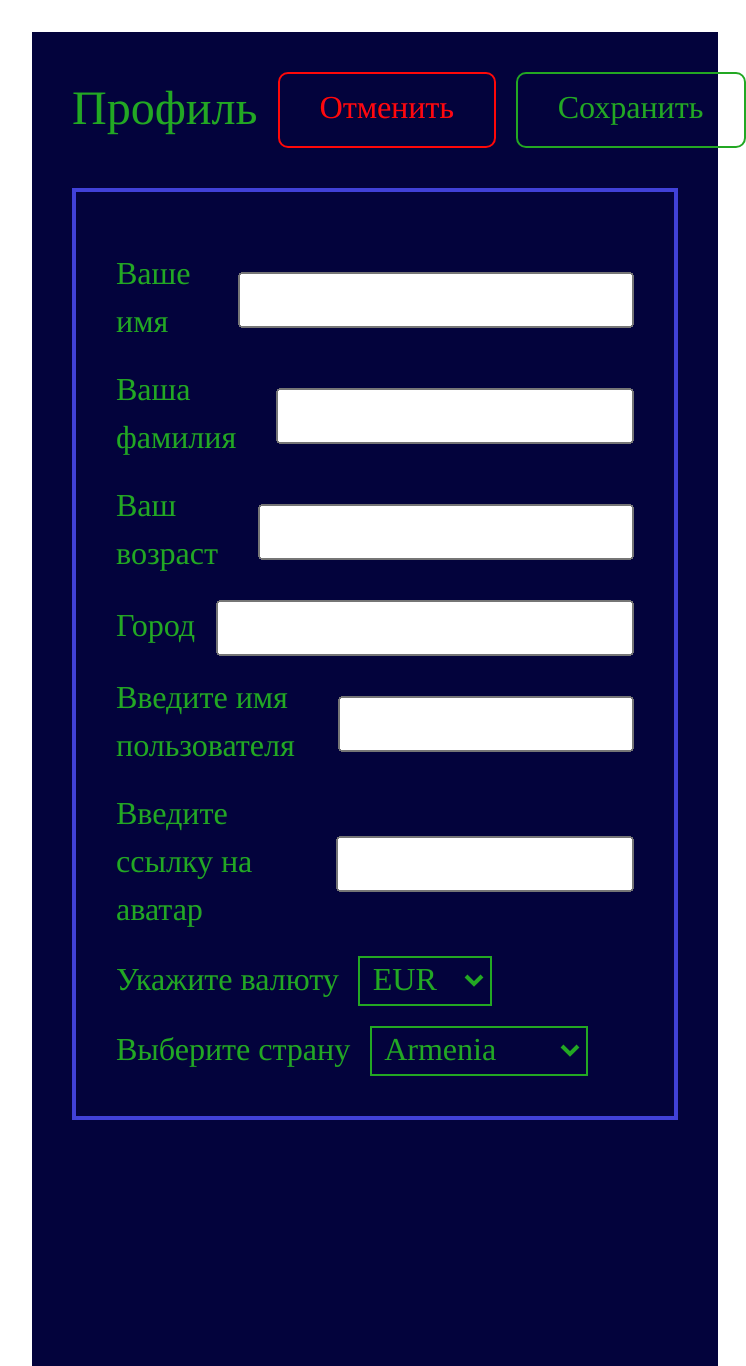 Профиль Отменить Сохранить
Ваше
имя
Ваша
фамилия
Ваш
возраст
Город
Введите имя
пользователя
Введите
ссылку на
аватар
Укажите валюту EUR
Выберите страну Armenia